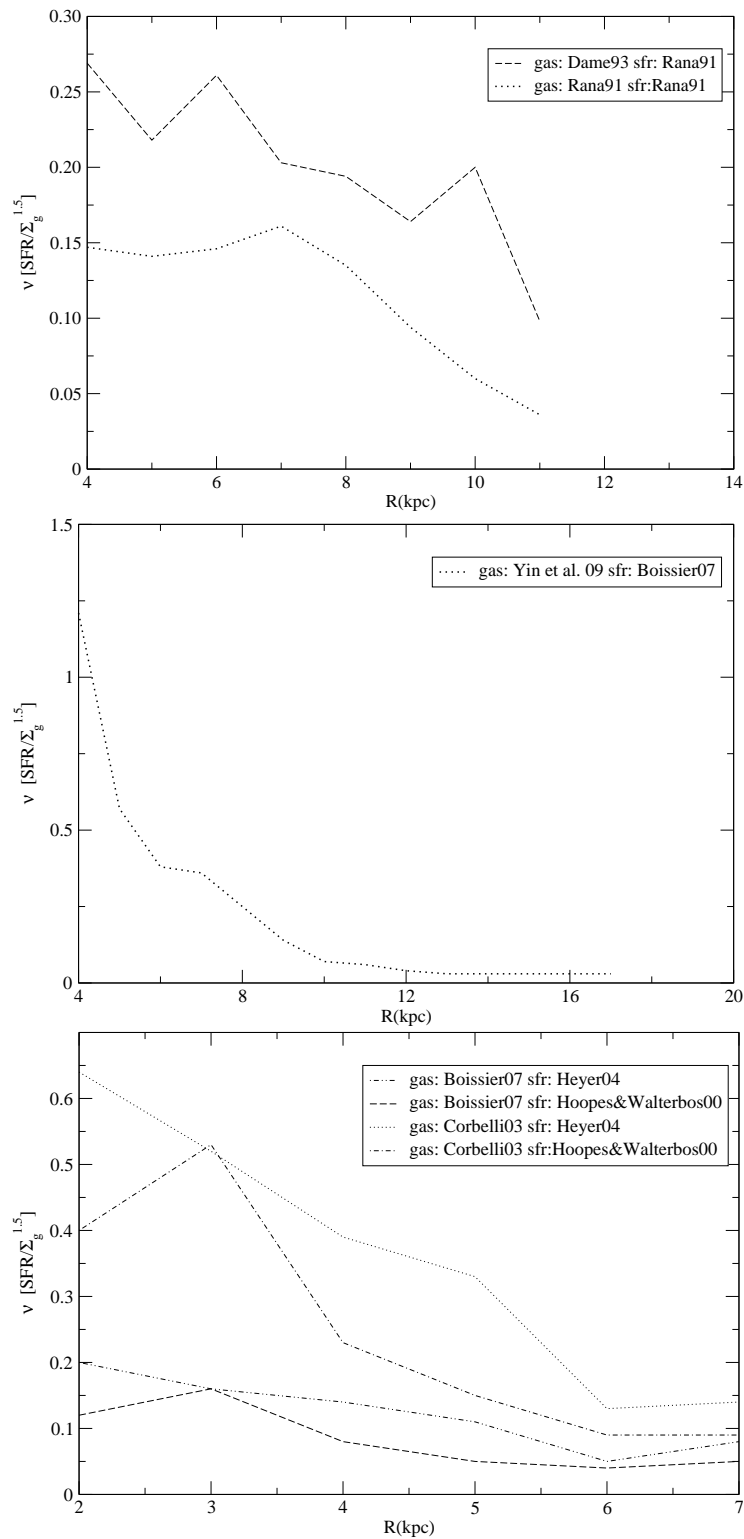 0.30
gas: Dame93 sfr: Rana91
gas: Rana91 sfr:Rana91
0.25
0.20
0.15
0.10
0.05
0
ν [SFR/Σg1.5]
4 6 8 10 12 14
R(kpc)
1.5
gas: Yin et al. 09 sfr: Boissier07
1
0.5
0
ν [SFR/Σg1.5]
4 8 12 16 20
R(kpc)
gas: Boissier07 sfr: Heyer04
gas: Boissier07 sfr: Hoopes&Walterbos00
gas: Corbelli03 sfr: Heyer04
gas: Corbelli03 sfr:Hoopes&Walterbos00
0.6
0.5
0.4
0.3
0.2
0.1
0
ν [SFR/Σg1.5]
2 3 4 5 6 7
R(kpc)